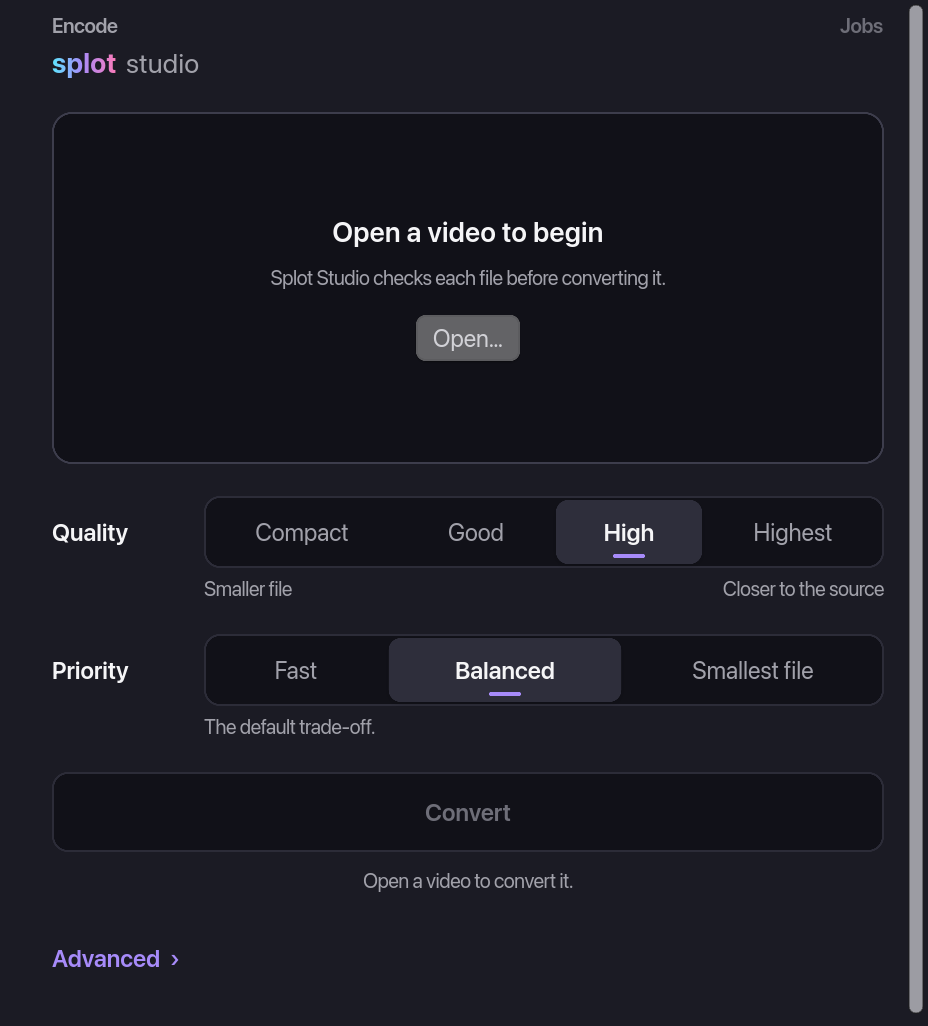 Encode
Jobs
splot studio
Open a video to begin
Splot Studio checks each file before converting it.
Open...
Quality
Compact
Good
High
Highest
Smaller file
Closer to the source
Priority
Fast
Balanced
Smallest file
The default trade-off.
Convert
Open a video to convert it.
Advanced ›